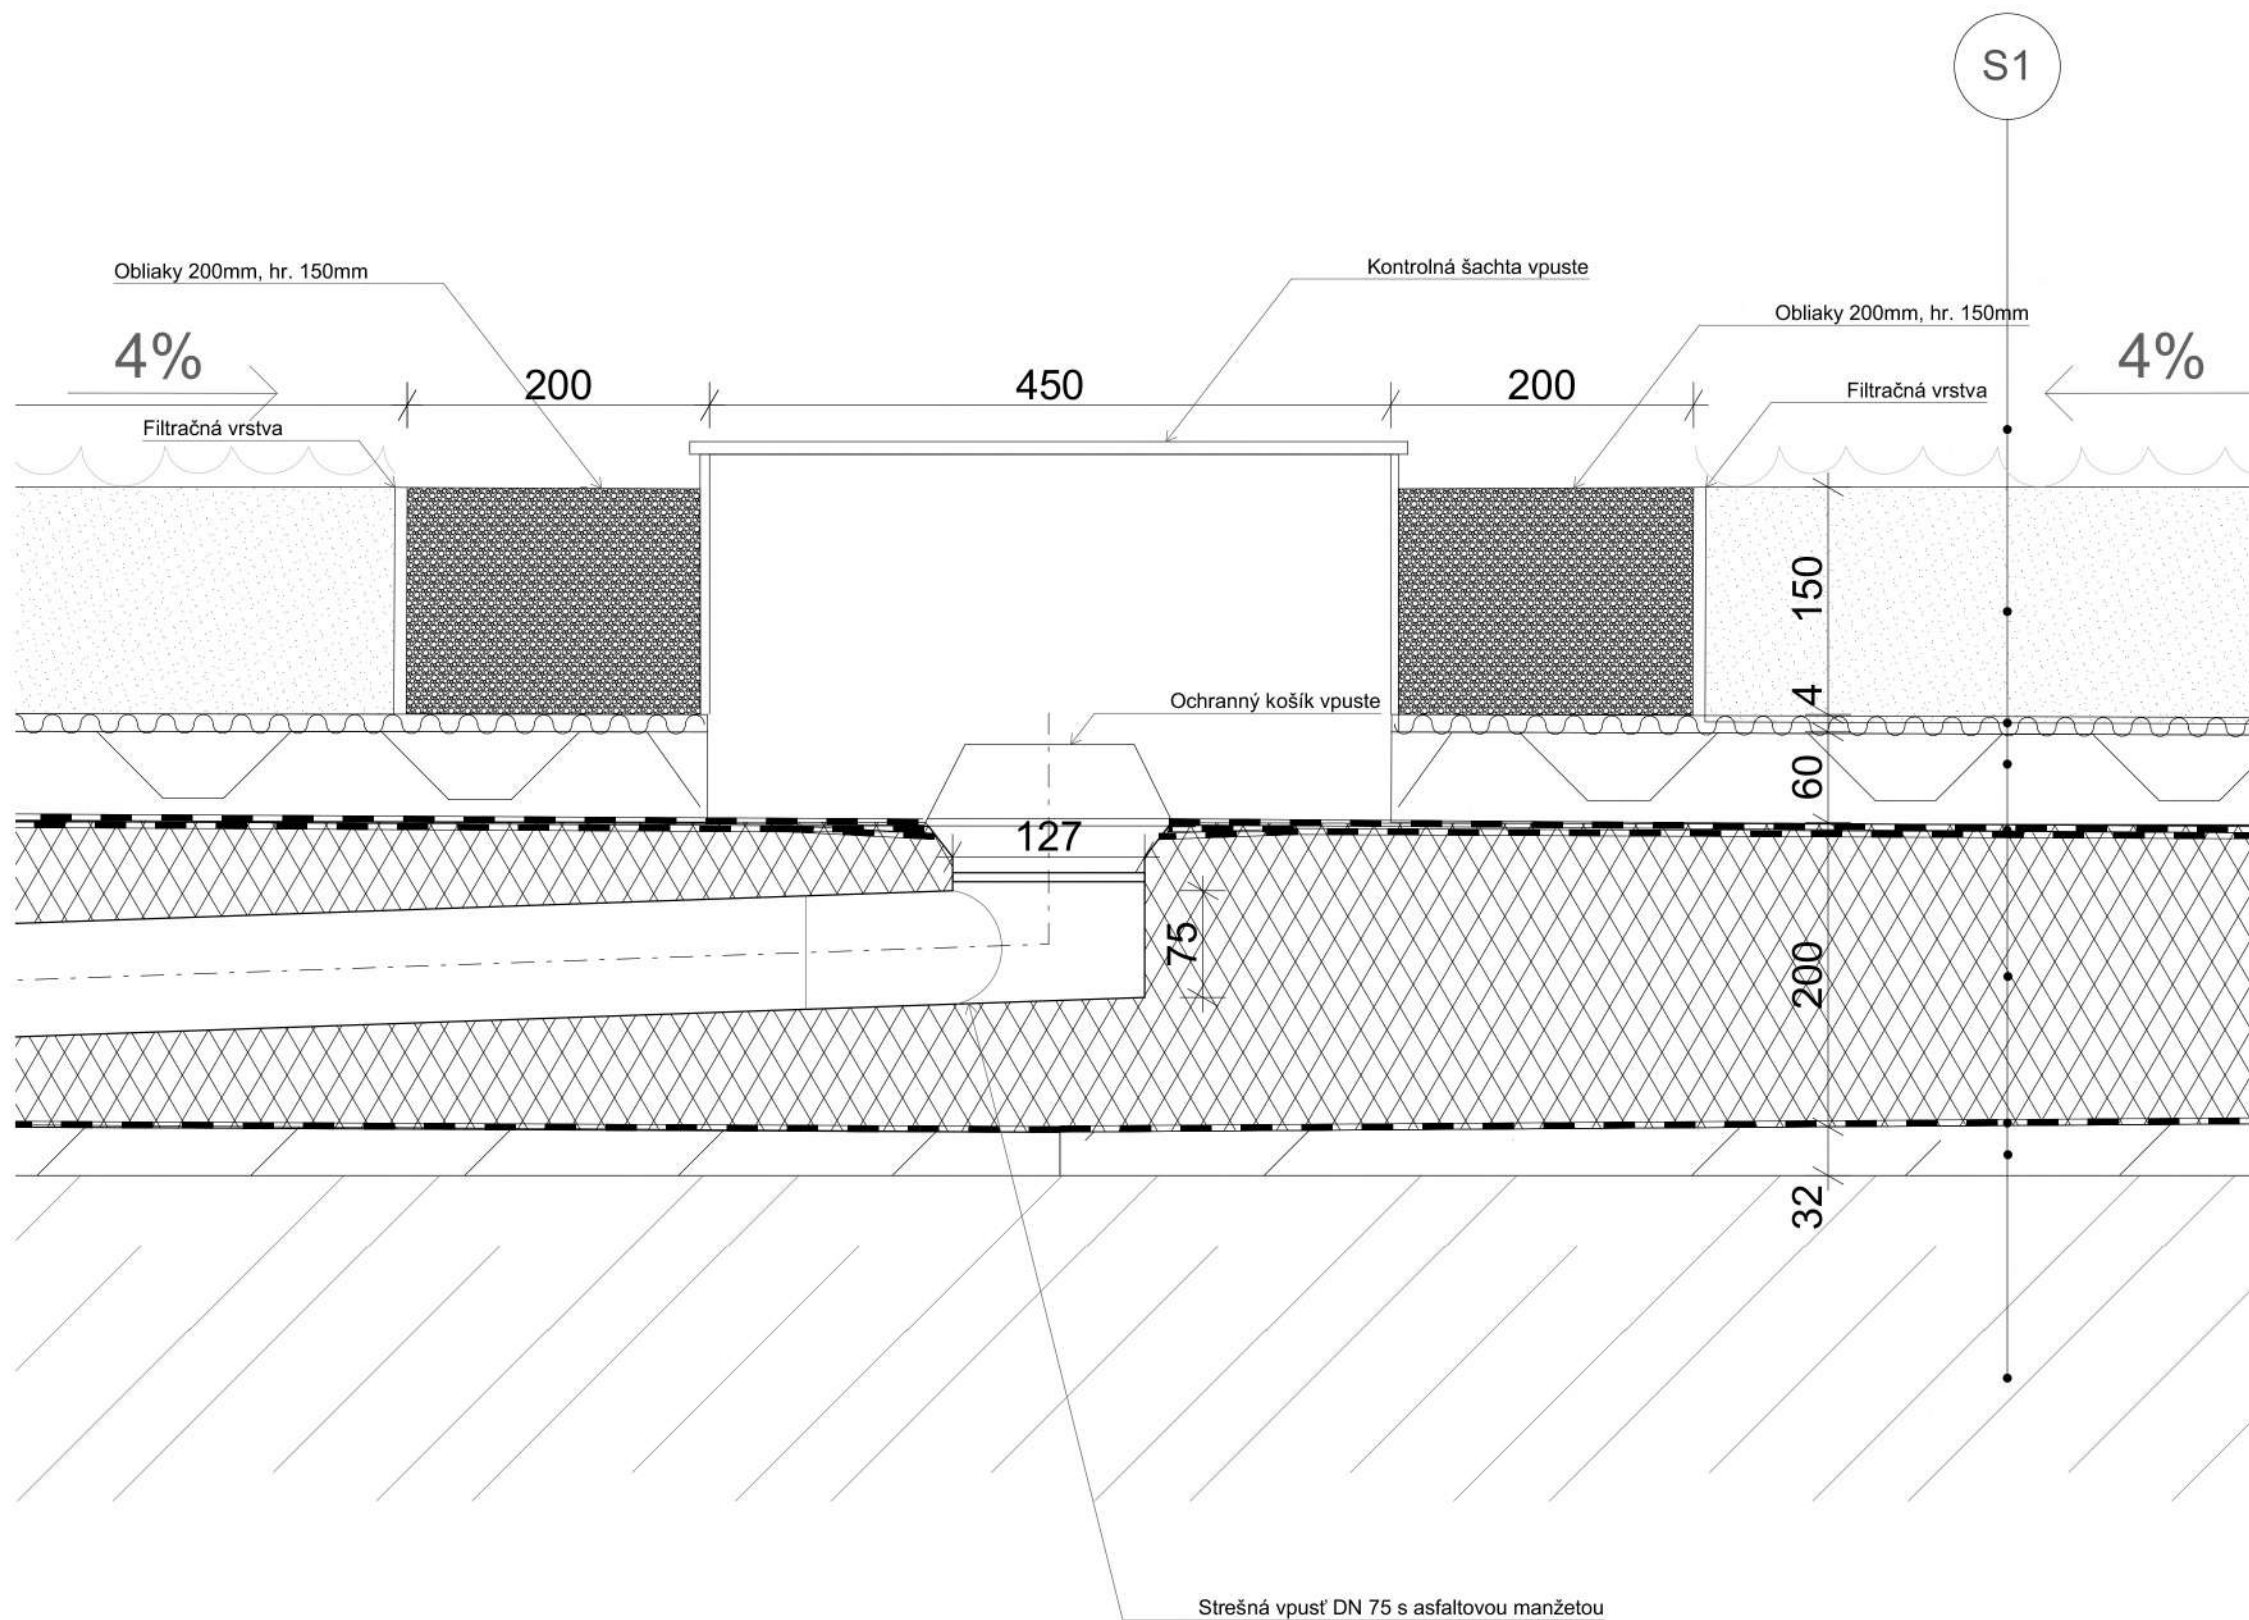 S1
Obliaky 200mm, hr. 150mm
Kontrolná šachta vpuste
Obliaky 200mm, hr. 150mm
4%
200
450
200
Filtračná vrstva
4%
Filtračná vrstva
150
4
Ochranný košík vpuste
60
127
75
200
32
Strešná vpusť DN 75 s asfaltovou manžetou